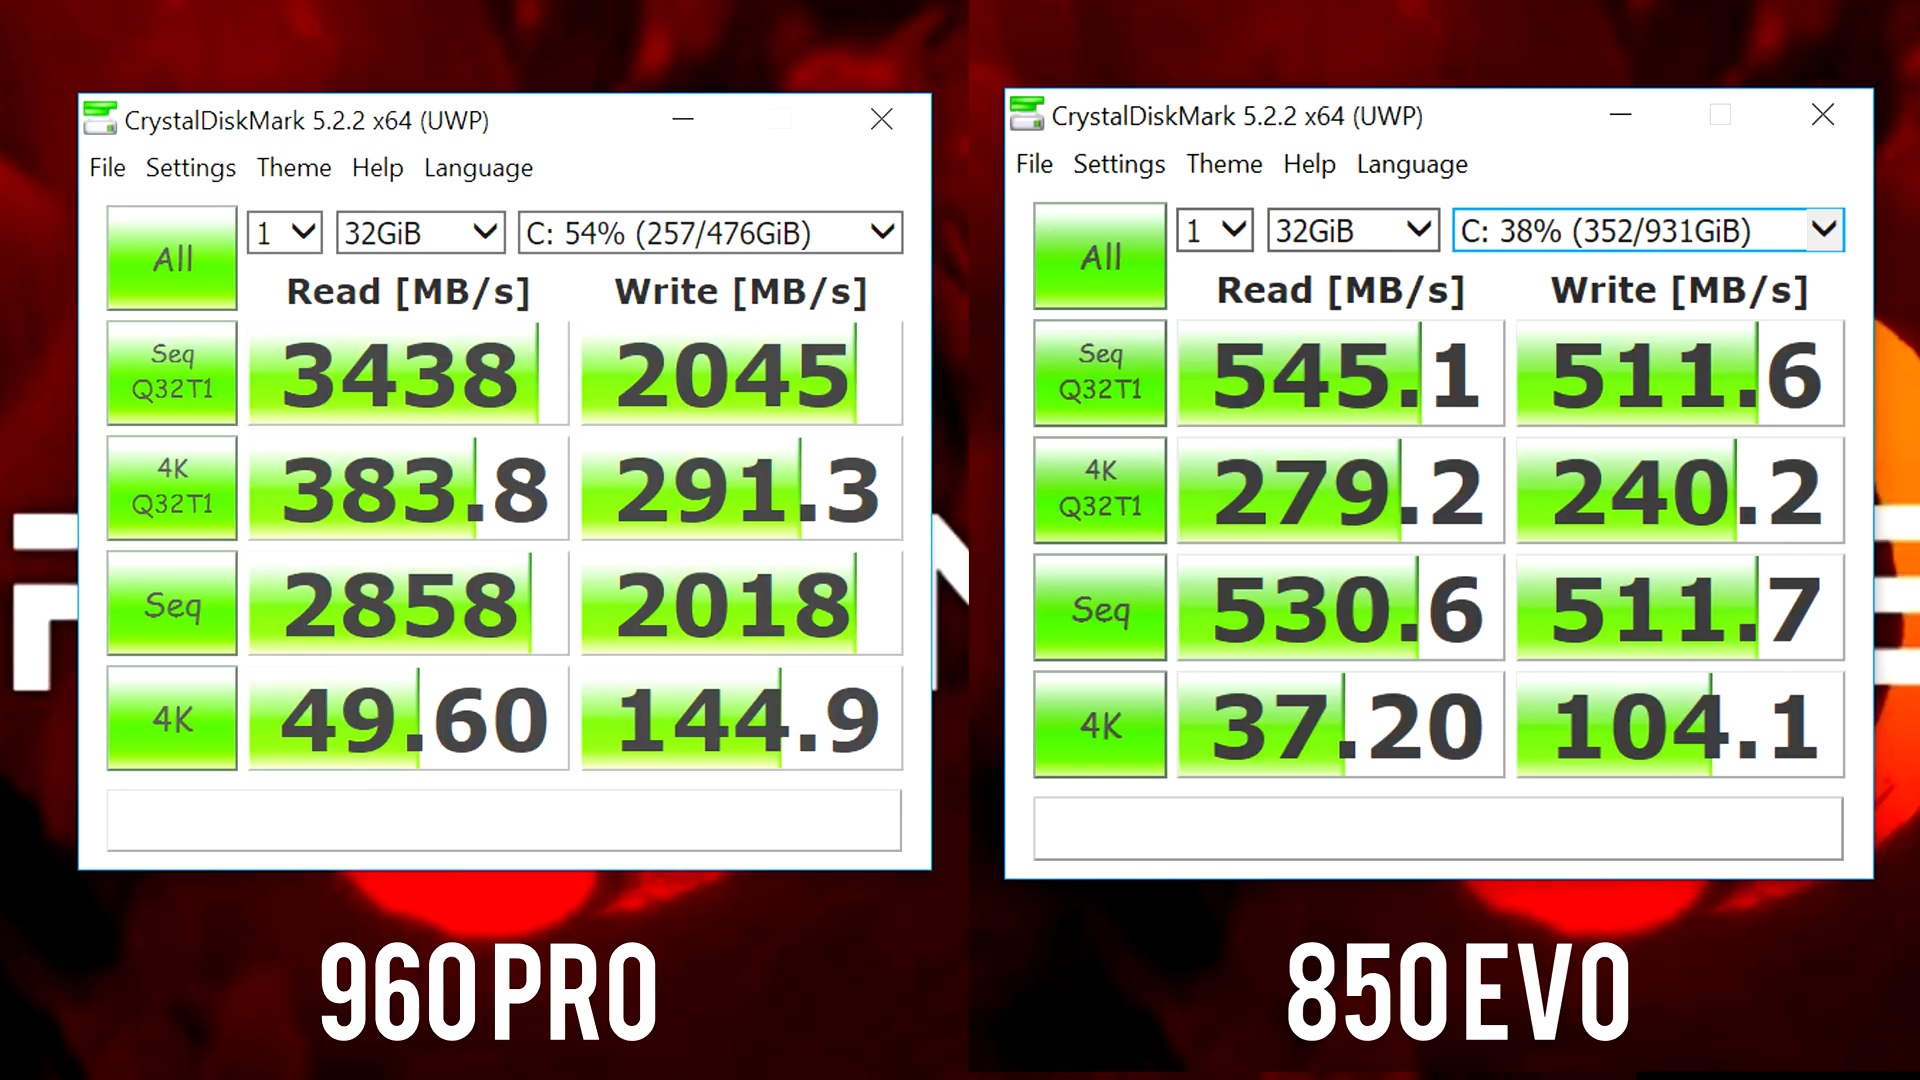 CrystalDiskMark 5.2.2 x64 (UWP)
File Settings Theme Help Language
All 1 32GiB C: 54% (257/476GiB)
Read [MB/s] Write [MB/s]
Seq Q32T1 3438 2045
4K Q32T1 383.8 291.3
Seq 2858 2018
4K 49.60 144.9
960 PRO
CrystalDiskMark 5.2.2 x64 (UWP)
File Settings Theme Help Language
All 1 32GiB C: 38% (352/931GiB)
Read [MB/s] Write [MB/s]
Seq Q32T1 545.1 511.6
4K Q32T1 279.2 240.2
Seq 530.6 511.7
4K 37.20 104.1
850 EVO